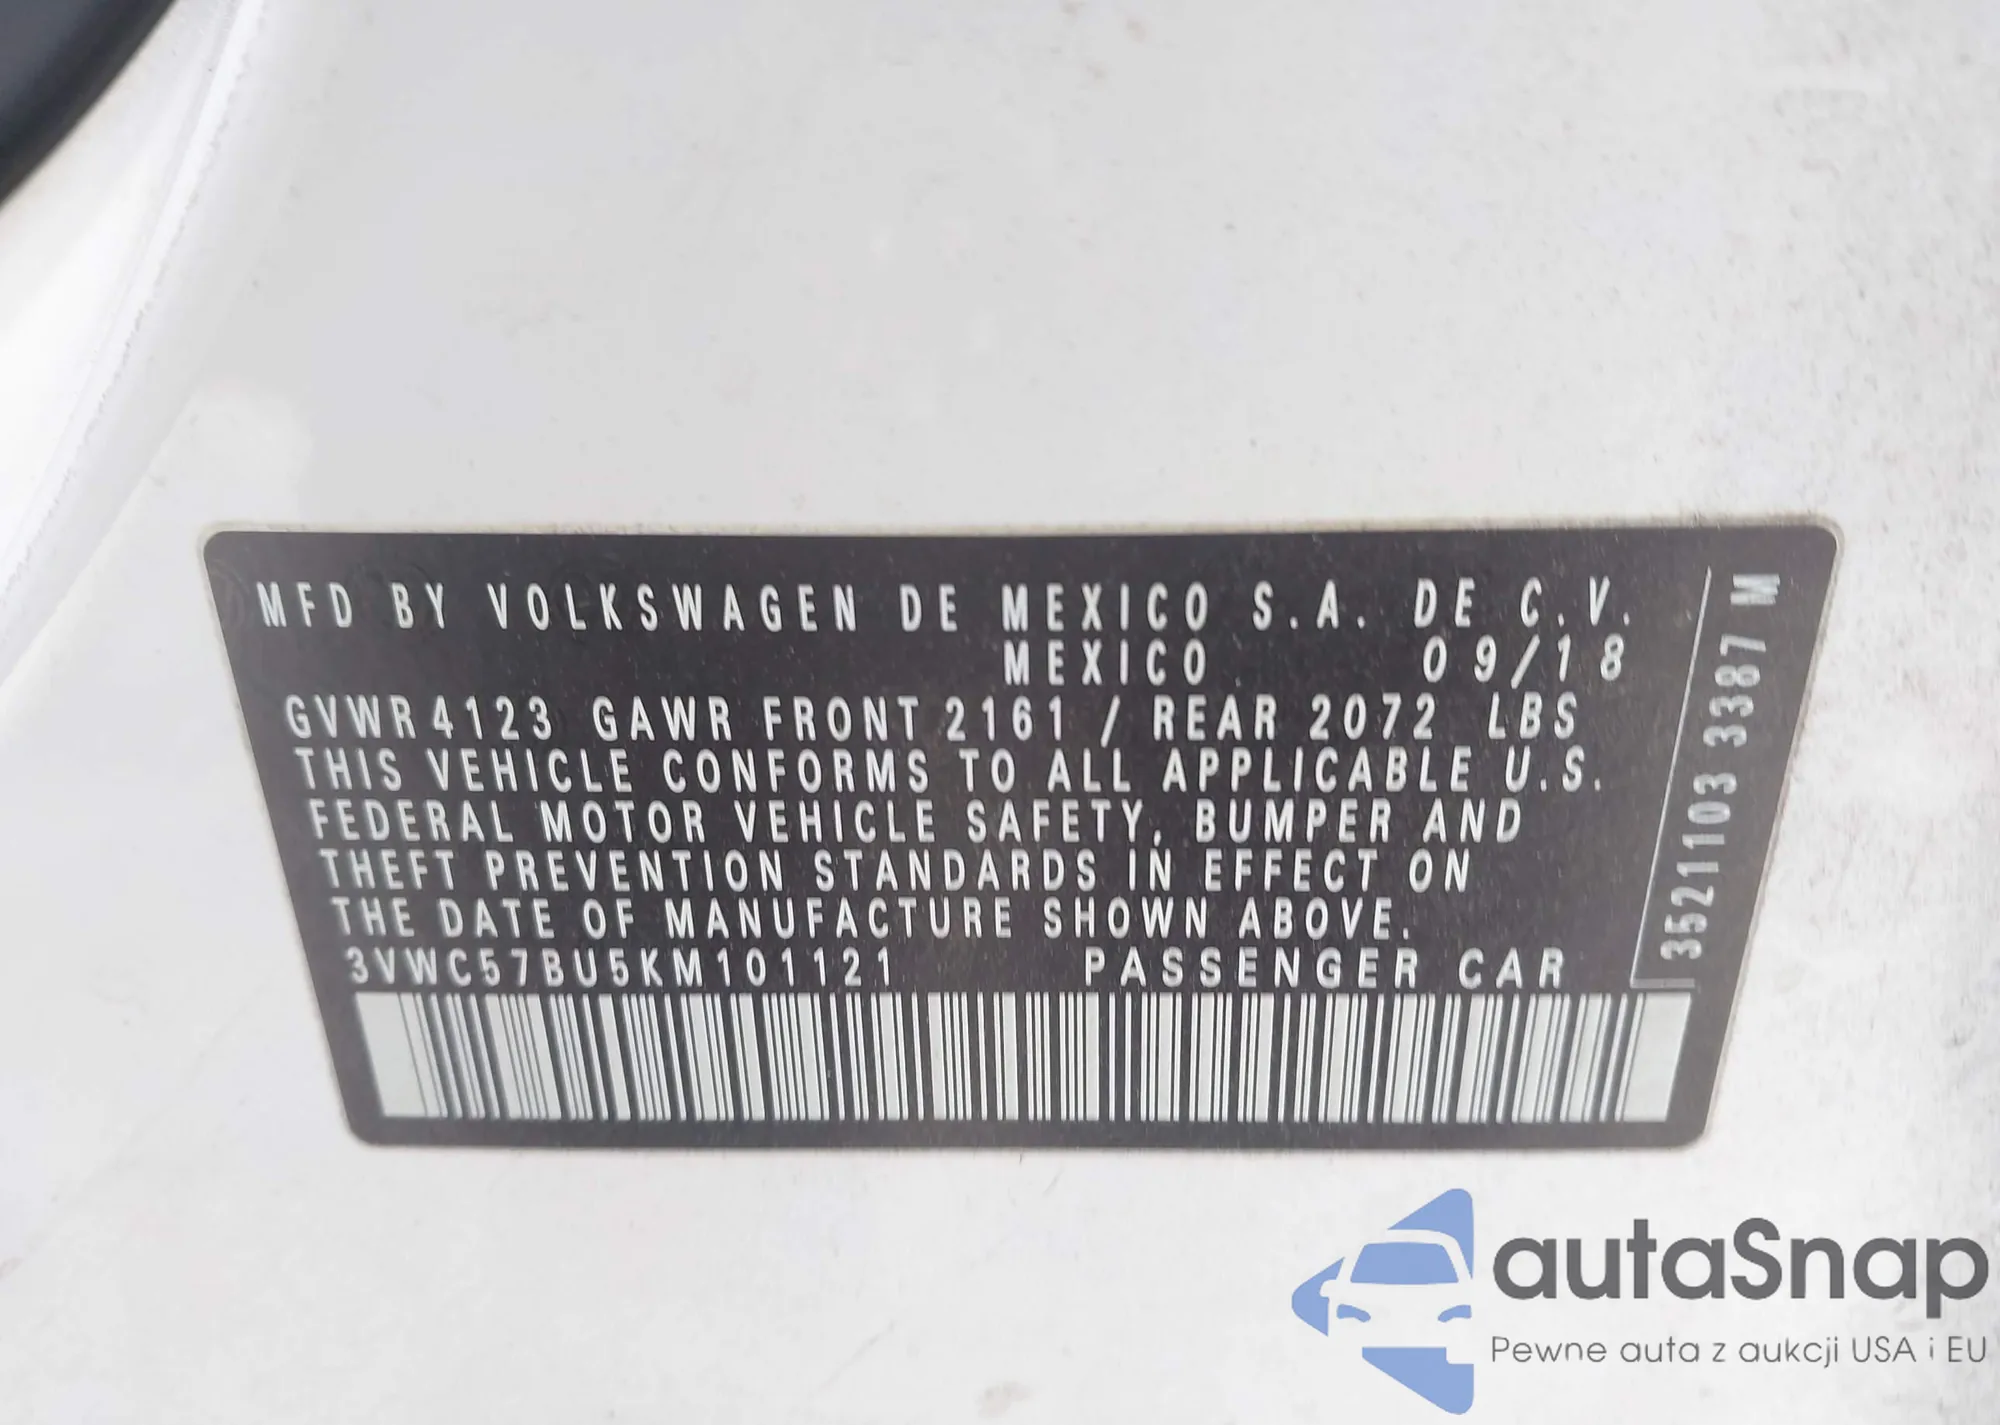 MFD BY VOLKSWAGEN DE MEXICO S.A. DE C.V.
MEXICO 09/18
GVWR 4123 GAWR FRONT 2161 / REAR 2072 LBS
THIS VEHICLE CONFORMS TO ALL APPLICABLE U.S.
FEDERAL MOTOR VEHICLE SAFETY, BUMPER AND
THEFT PREVENTION STANDARDS IN EFFECT ON
THE DATE OF MANUFACTURE SHOWN ABOVE.
3VWC57BU5KM101121 PASSENGER CAR
35211103 3387 M
autaSnap
Pewne auta z aukcji USA i EU